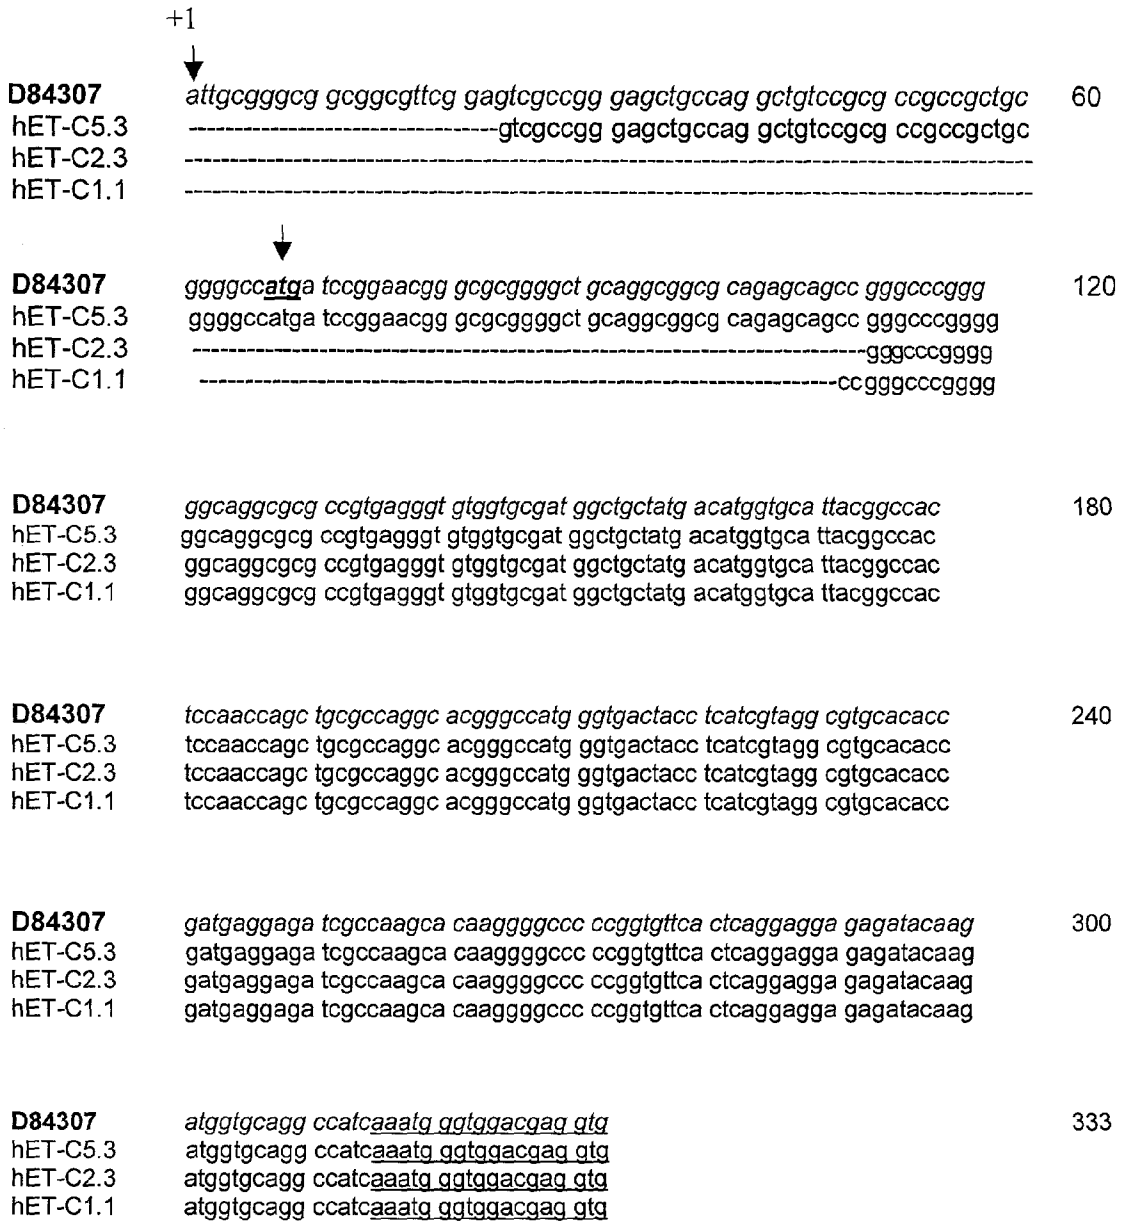 +1
D84307 attgcgggcg gcggcgttcg gagtcgccgg gagctgccag gctgtccgcg ccgccgctgc 60
hET-C5.3 ------------------------------gtcgccggg gagctgccag gctgtccgcg ccgccgctgc
hET-C2.3 ------------------------------------------------------------
hET-C1.1 ------------------------------------------------------------
D84307 ggggccatga tccggaacgg gcgcggggct gcaggcggcg cagagcagcc gggcccggg 120
hET-C5.3 ggggccatga tccggaacgg gcgcggggct gcaggcggcg cagagcagcc gggcccgggg
hET-C2.3 --------------------------------------------------gggcccgggg
hET-C1.1 ------------------------------------------------ccgggcccgggg
D84307 ggcaggcgcg ccgtgagggt gtggtgcgat ggctgctatg acatggtgca ttacggccac 180
hET-C5.3 ggcaggcgcg ccgtgagggt gtggtgcgat ggctgctatg acatggtgca ttacggccac
hET-C2.3 ggcaggcgcg ccgtgagggt gtggtgcgat ggctgctatg acatggtgca ttacggccac
hET-C1.1 ggcaggcgcg ccgtgagggt gtggtgcgat ggctgctatg acatggtgca ttacggccac
D84307 tccaaccagc tgcgccaggc acgggccatg ggtgactacc tcatcgtagg cgtgcacacc 240
hET-C5.3 tccaaccagc tgcgccaggc acgggccatg ggtgactacc tcatcgtagg cgtgcacacc
hET-C2.3 tccaaccagc tgcgccaggc acgggccatg ggtgactacc tcatcgtagg cgtgcacacc
hET-C1.1 tccaaccagc tgcgccaggc acgggccatg ggtgactacc tcatcgtagg cgtgcacacc
D84307 gatgaggaga tcgccaagca caaggggccc ccggtgttca ctcaggagga gagatacaag 300
hET-C5.3 gatgaggaga tcgccaagca caaggggccc ccggtgttca ctcaggagga gagatacaag
hET-C2.3 gatgaggaga tcgccaagca caaggggccc ccggtgttca ctcaggagga gagatacaag
hET-C1.1 gatgaggaga tcgccaagca caaggggccc ccggtgttca ctcaggagga gagatacaag
D84307 atggtgcagg ccatcaaatg ggtggacgag gtg 333
hET-C5.3 atggtgcagg ccatcaaatg ggtggacgag gtg
hET-C2.3 atggtgcagg ccatcaaatg ggtggacgag gtg
hET-C1.1 atggtgcagg ccatcaaatg ggtggacgag gtg